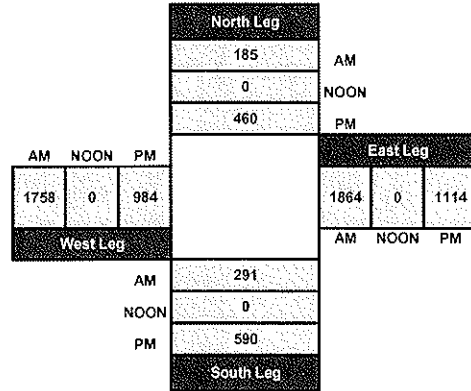 North Leg
185 AM
0 NOON
460 PM
AM NOON PM
East Leg
1758 0 984
1864 0 1114
West Leg
AM NOON PM
AM 291
NOON 0
PM 590
South Leg